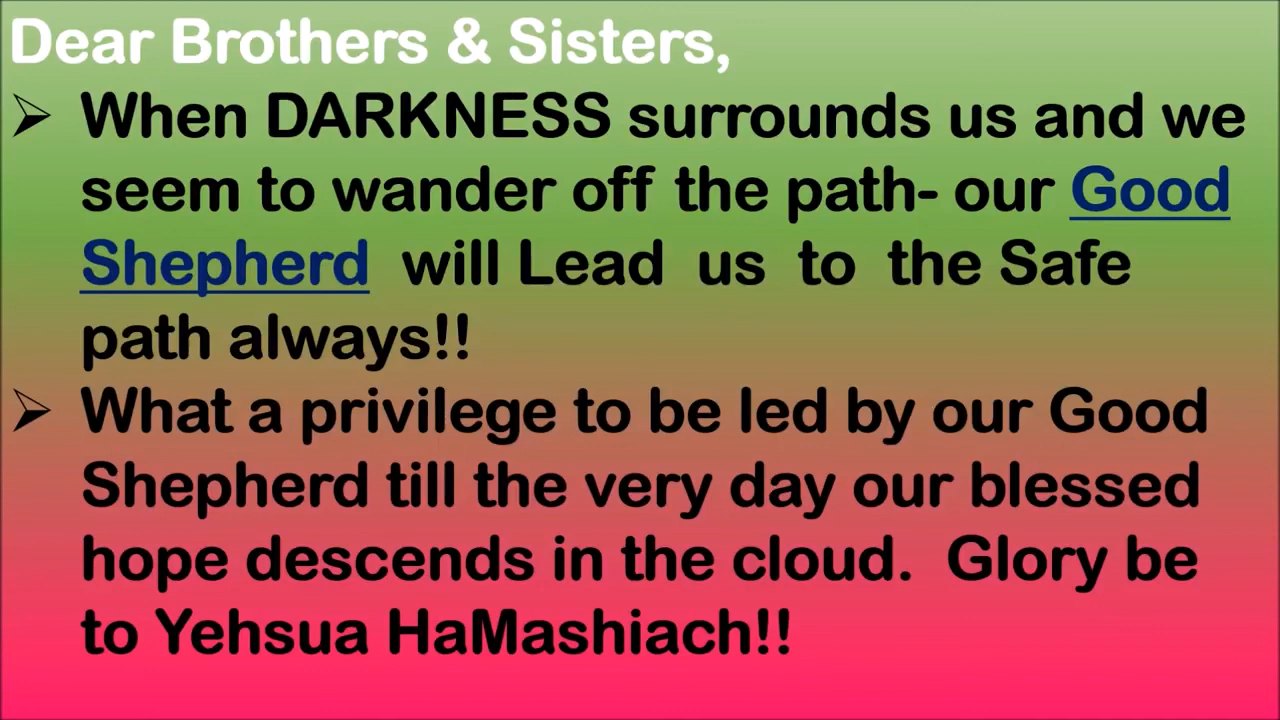 Dear Brothers & Sisters,
➢ When DARKNESS surrounds us and we
seem to wander off the path- our Good
Shepherd will Lead us to the Safe
path always!!
➢ What a privilege to be led by our Good
Shepherd till the very day our blessed
hope descends in the cloud. Glory be
to Yehsua HaMashiach!!